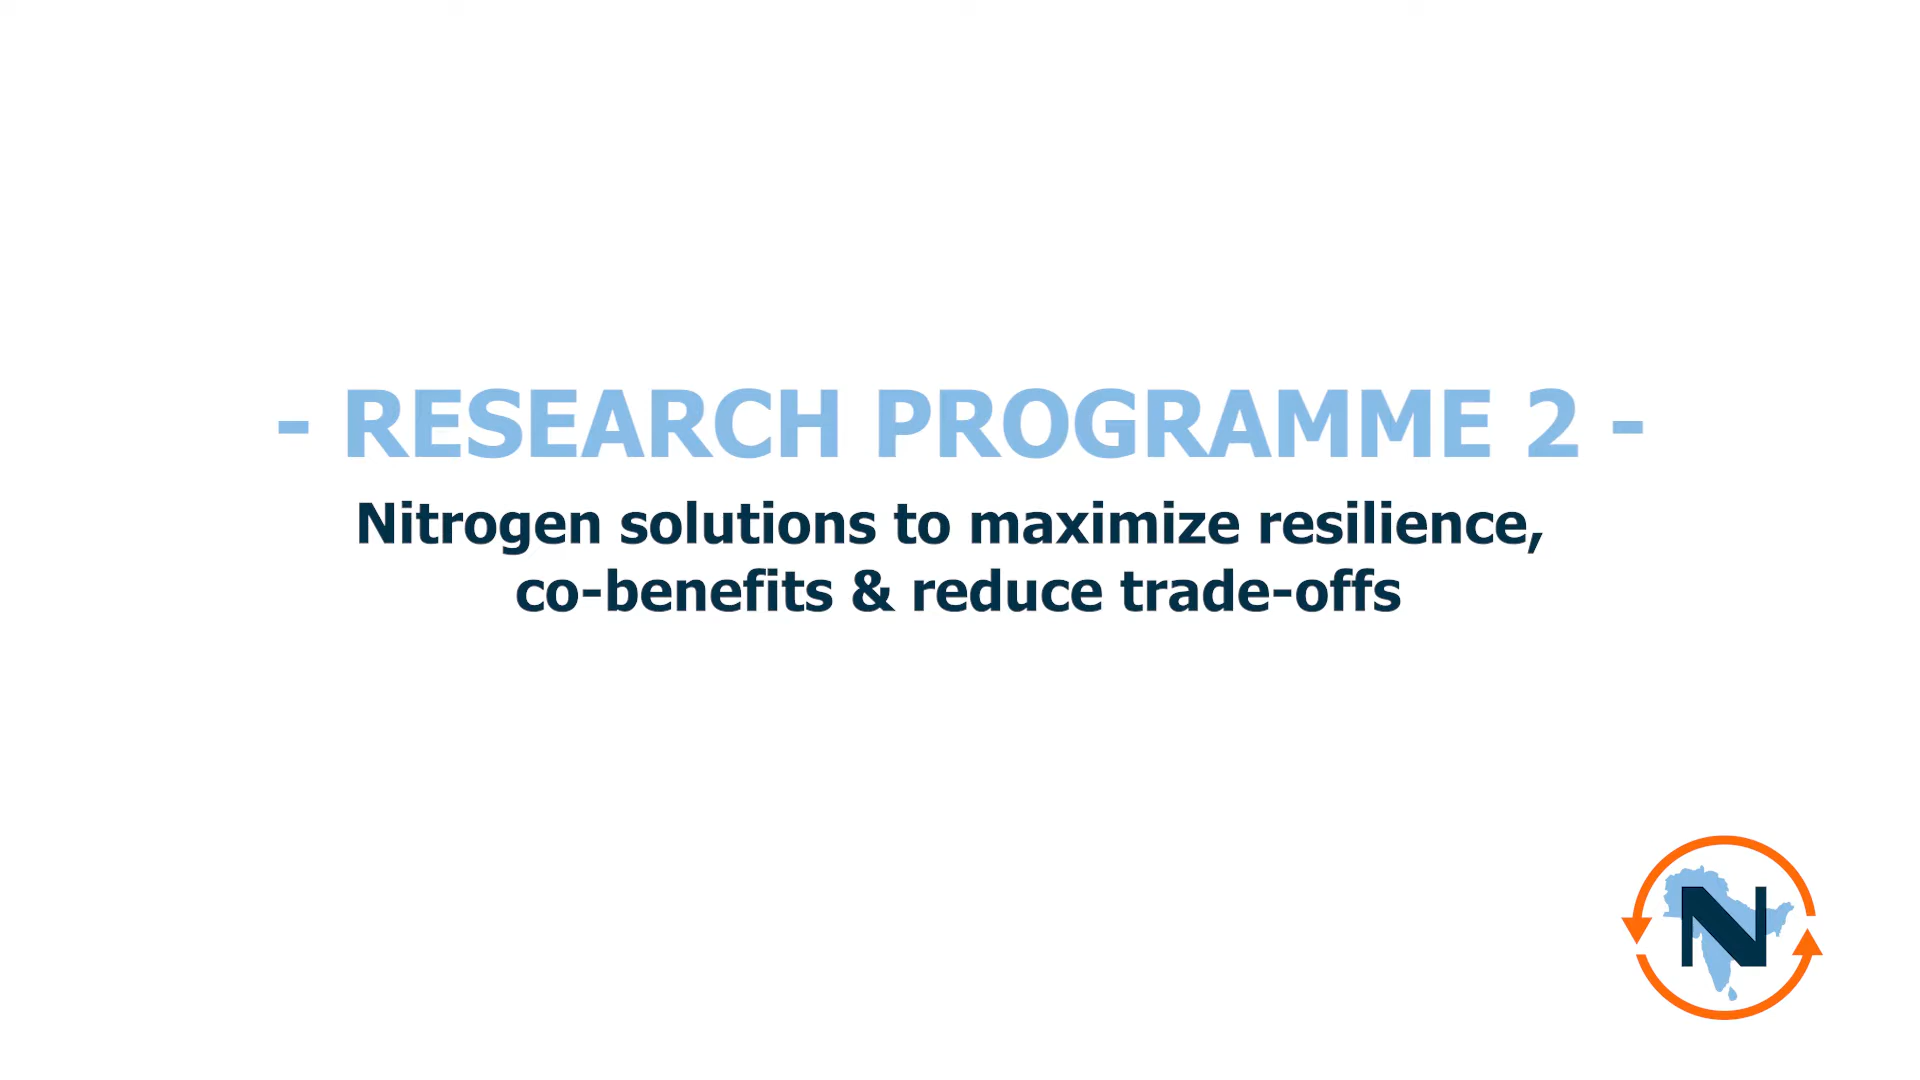 - RESEARCH PROGRAMME 2 -
Nitrogen solutions to maximize resilience,
co-benefits & reduce trade-offs
N